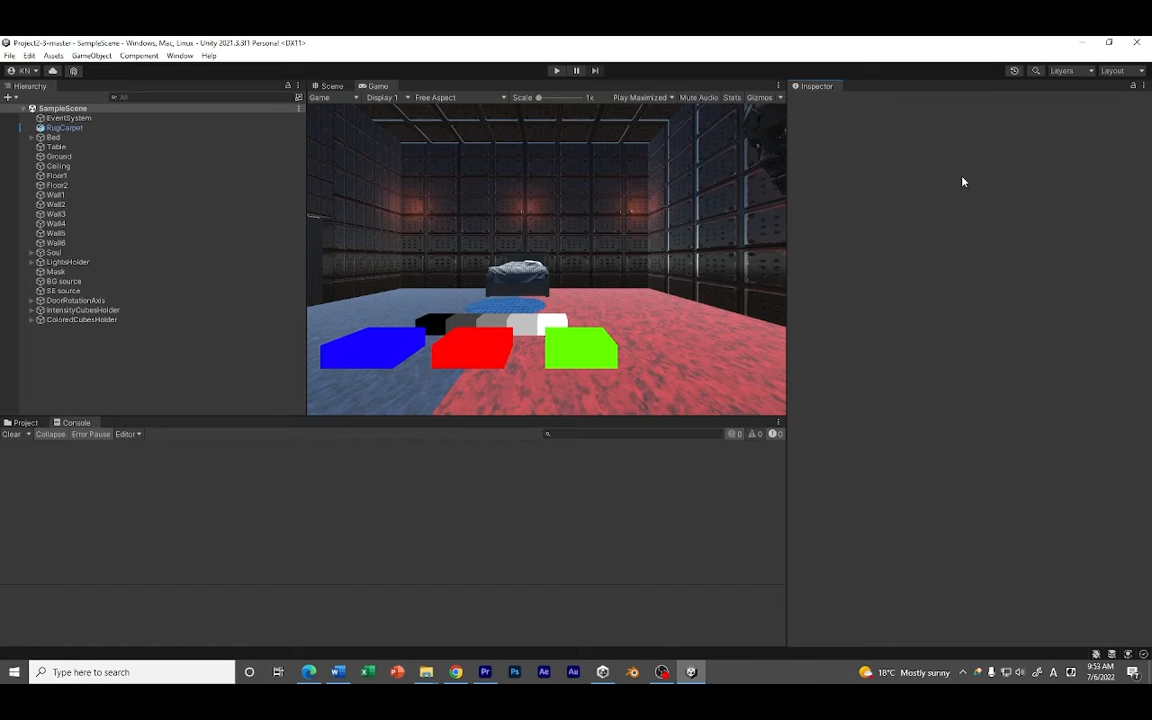 Project2-3-master - SampleScene - Windows, Mac, Linux - Unity 2021.3.3f1 Personal <DX11>
File Edit Assets GameObject Component Window Help
KN Layers Layout
Hierarchy Scene Game Inspector
All Game Display 1 Free Aspect Scale 1x Play Maximized Mute Audio Stats Gizmos
SampleScene
EventSystem
RugCarpet
Bed
Table
Ground
Ceiling
Floor1
Floor2
Wall1
Wall2
Wall3
Wall4
Wall5
Wall6
Soul
LightsHolder
Mask
BG source
SE source
DoorRotationAxis
IntensityCubesHolder
ColoredCubesHolder
Project Console
Clear Collapse Error Pause Editor 0 0 0
Type here to search 18°C Mostly sunny A 9:53 AM
7/6/2022